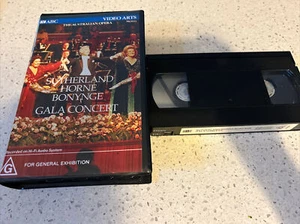 ABC
VIDEO ARTS
THE AUSTRALIAN OPERA
SUTHERLAND
HORNE
BONYNGE
GALA CONCERT
Recorded on Hi-Fi Audio System
G
FOR GENERAL EXHIBITION